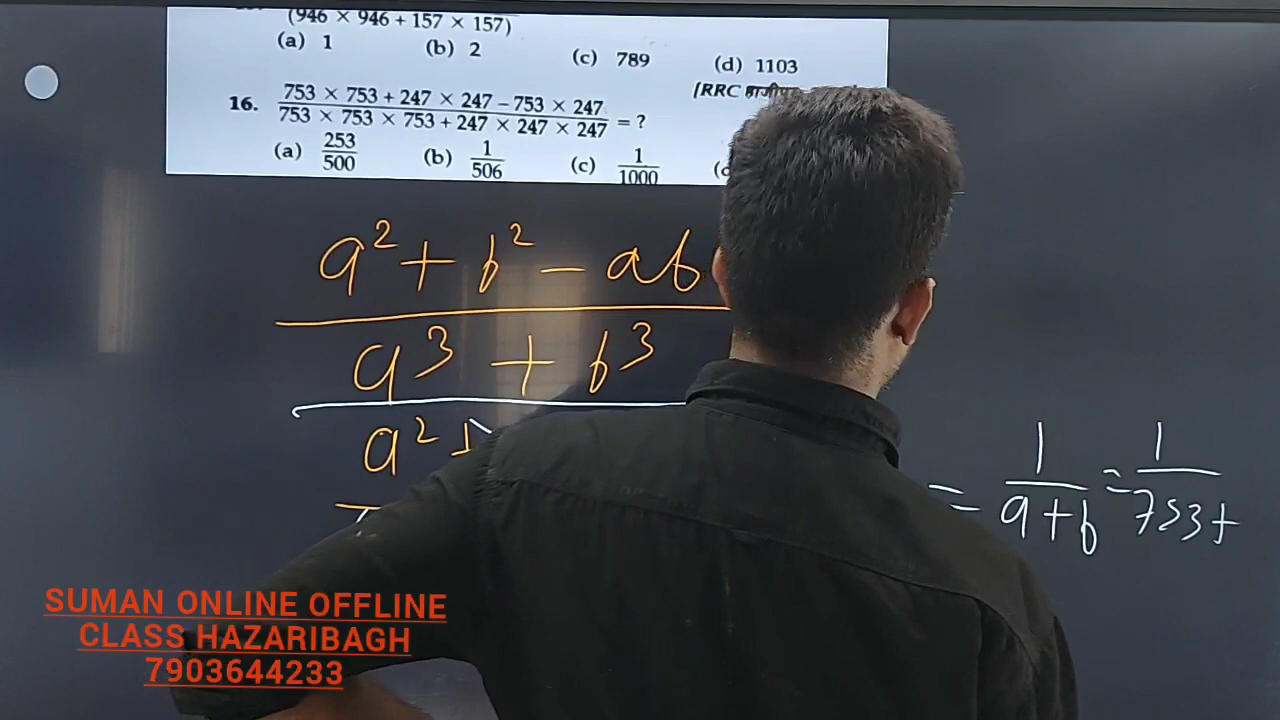 (946 × 946 + 157 × 157)
(a) 1 (b) 2 (c) 789 (d) 1103
[RRC
16. 753 × 753 + 247 × 247 – 753 × 247
753 × 753 × 753 + 247 × 247 × 247 = ?
(a) 253/500 (b) 1/506 (c) 1/1000
a² + b² – ab
a³ + b³
a²
= 1/(a+b) = 1/(753+
SUMAN ONLINE OFFLINE
CLASS HAZARIBAGH
7903644233